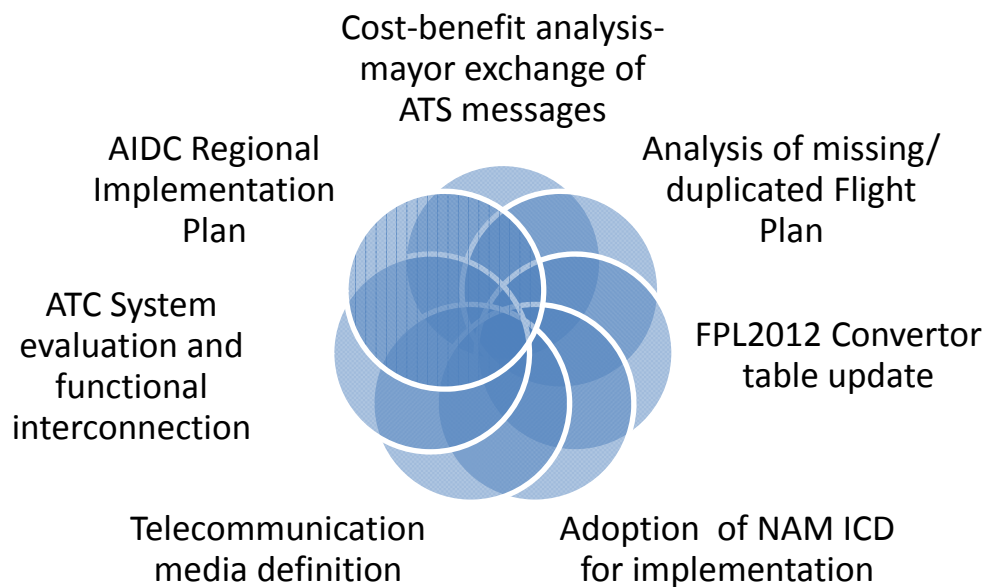 Cost-benefit analysis-
mayor exchange of
ATS messages
Analysis of missing/
duplicated Flight
Plan
FPL2012 Convertor
table update
Adoption of NAM ICD
for implementation
Telecommunication
media definition
ATC System
evaluation and
functional
interconnection
AIDC Regional
Implementation
Plan